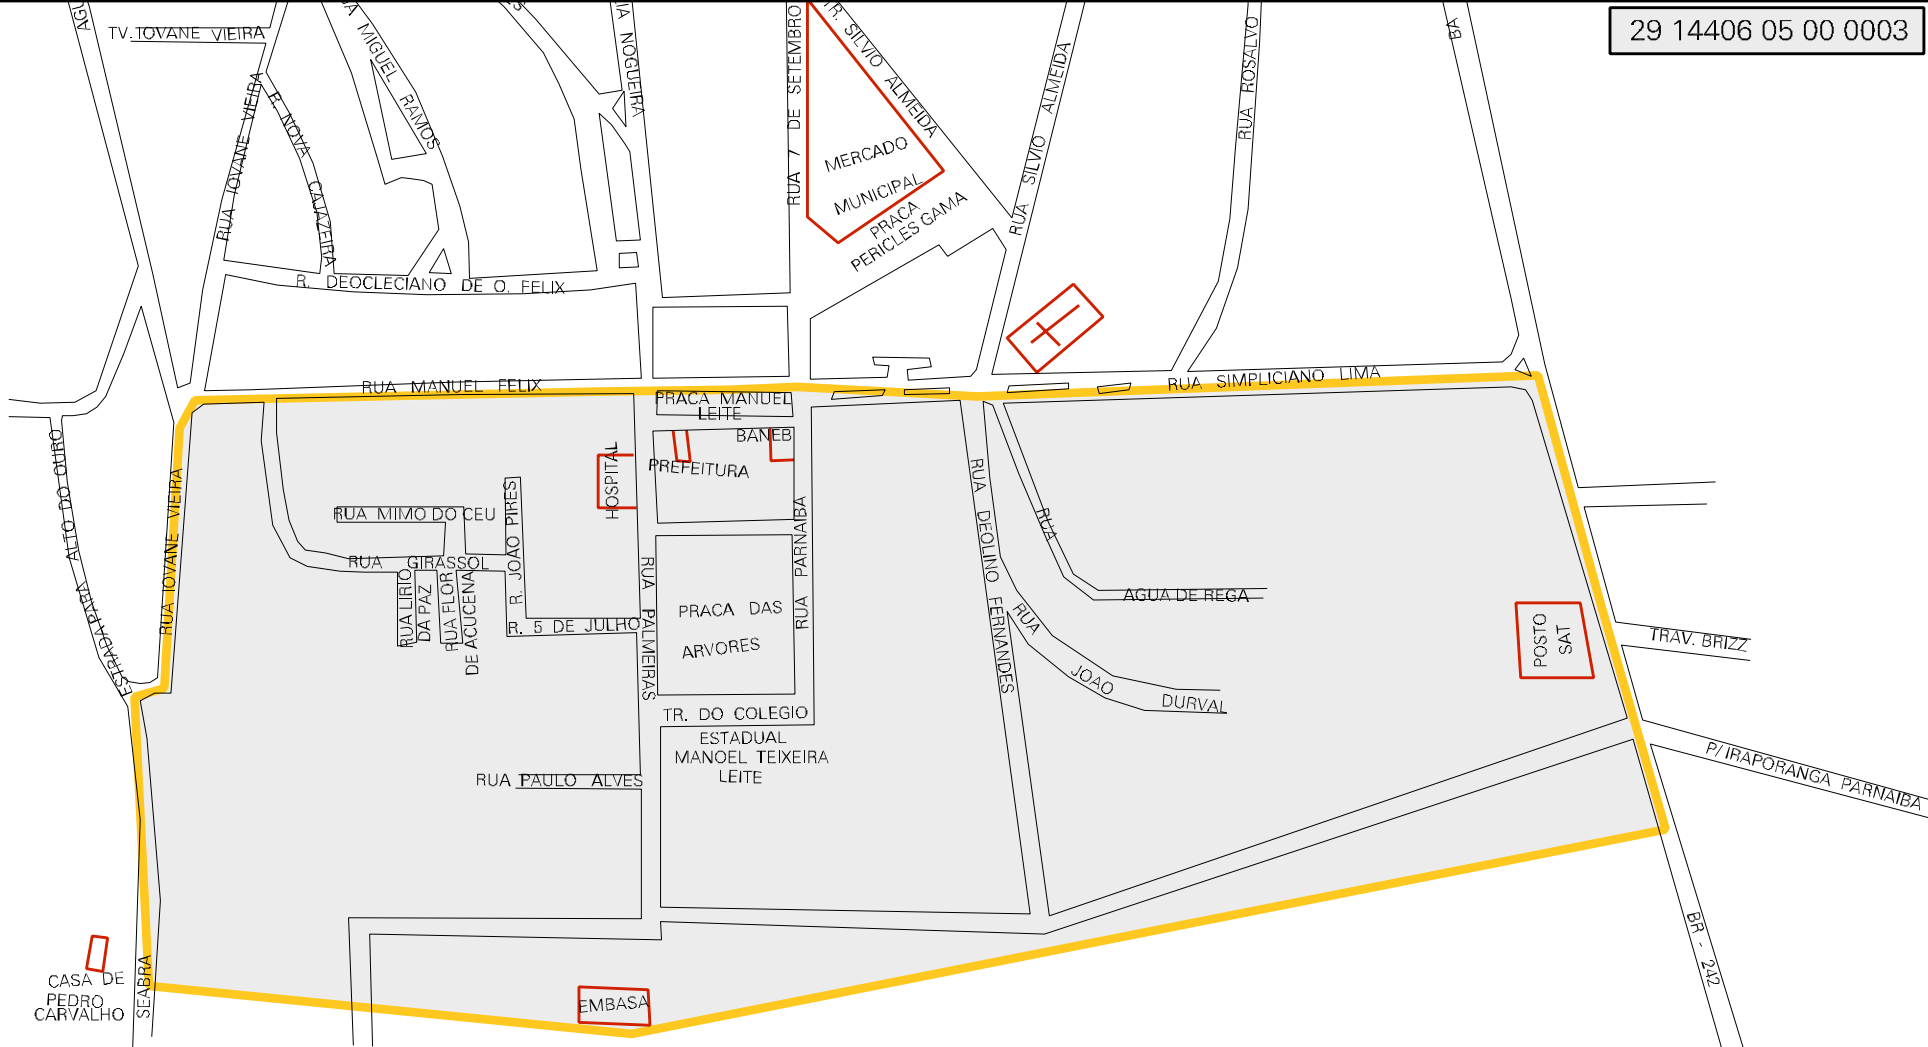 29 14406 05 00 0003
TV. IOVANE VIEIRA
MIGUEL RAMOS
NOGUEIRA
RUA 7 DE SETEMBRO
TR. SILVIO ALMEIDA
RUA SILVIO ALMEIDA
RUA ROSALVO
BA
RUA IOVANE VIEIRA
R. NOVA CAJAZEIRA
MERCADO
MUNICIPAL
PRACA
PERICLES GAMA
R. DEOCLECIANO DE O. FELIX
RUA MANUEL FELIX
RUA SIMPLICIANO LIMA
PRACA MANUEL
LEITE
BANEB
PREFEITURA
HOSPITAL
ESTRADA PARA ALTO DO OURO
RUA IOVANE VIEIRA
RUA MIMO DO CEU
R. JOAO PIRES
RUA GIRASSOL
RUA LIRIO
DA PAZ
RUA FLOR
DE ACUCENA
R. 5 DE JULHO
RUA PALMEIRAS
RUA PARNAIBA
PRACA DAS
ARVORES
RUA DEOLINO FERNANDES
RUA
AGUA DE REGA
RUA JOAO DURVAL
POSTO
SAT
TRAV. BRIZZ
TR. DO COLEGIO
ESTADUAL
MANOEL TEIXEIRA
LEITE
RUA PAULO ALVES
P/ IRAPORANGA PARNAIBA
BR - 242
CASA DE
PEDRO
CARVALHO
SEABRA
EMBASA